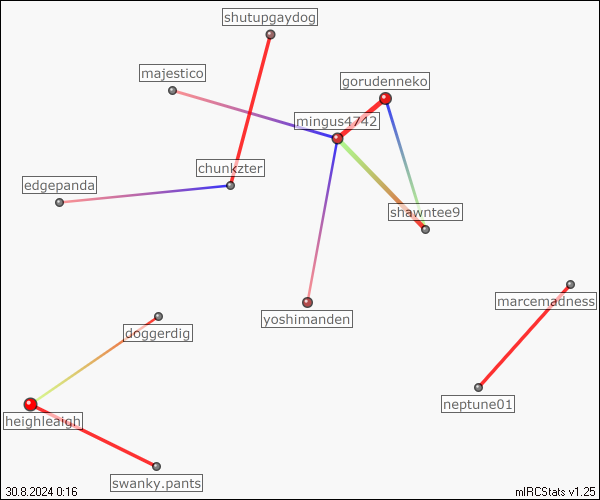 shutupgaydog
majestico
gorudenneko
mingus4742
chunkzter
edgepanda
shawntee9
marcemadness
yoshimanden
doggerdig
neptune01
heighleaigh
swanky.pants
30.8.2024 0:16
mIRCStats v1.25